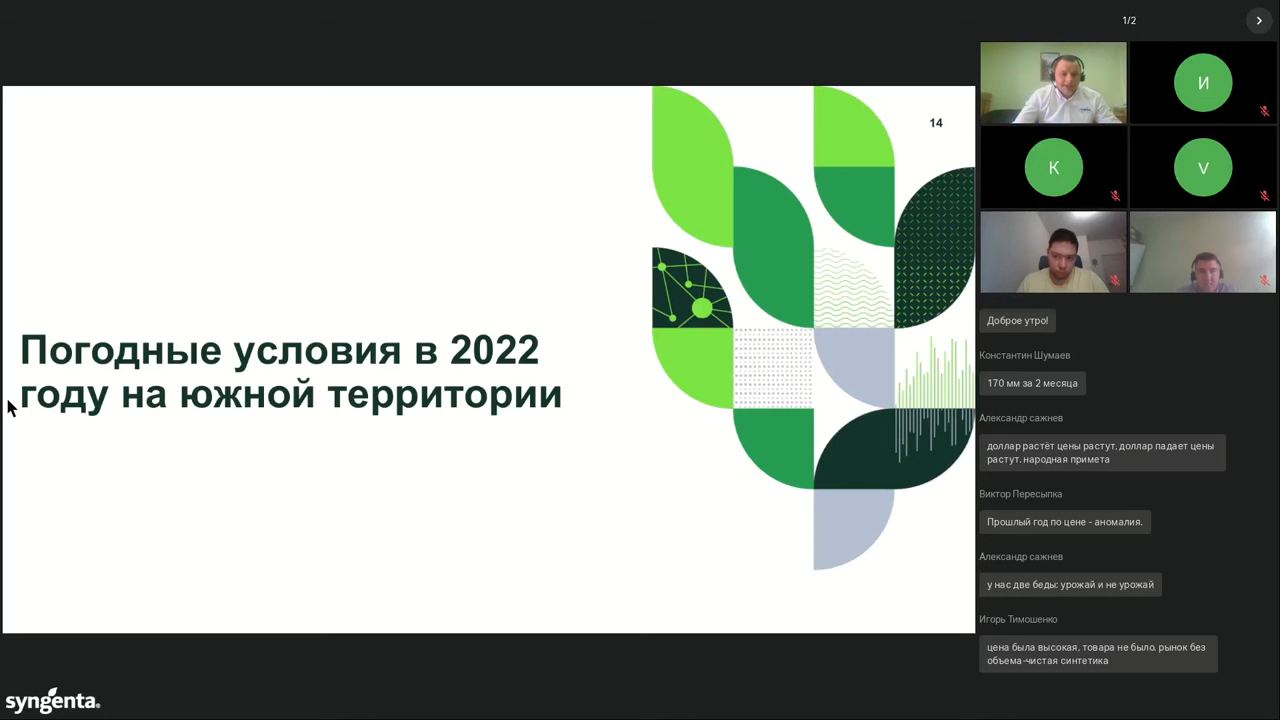 1/2
14
Погодные условия в 2022
году на южной территории
И
К
V
Доброе утро!
Константин Шумаев
170 мм за 2 месяца
Александр сажнев
доллар растёт цены растут, доллар падает цены
растут. народная примета
Виктор Пересыпка
Прошлый год по цене - аномалия.
Александр сажнев
у нас две беды: урожай и не урожай
Игорь Тимошенко
цена была высокая, товара не было. рынок без
объема-чистая синтетика
syngenta.